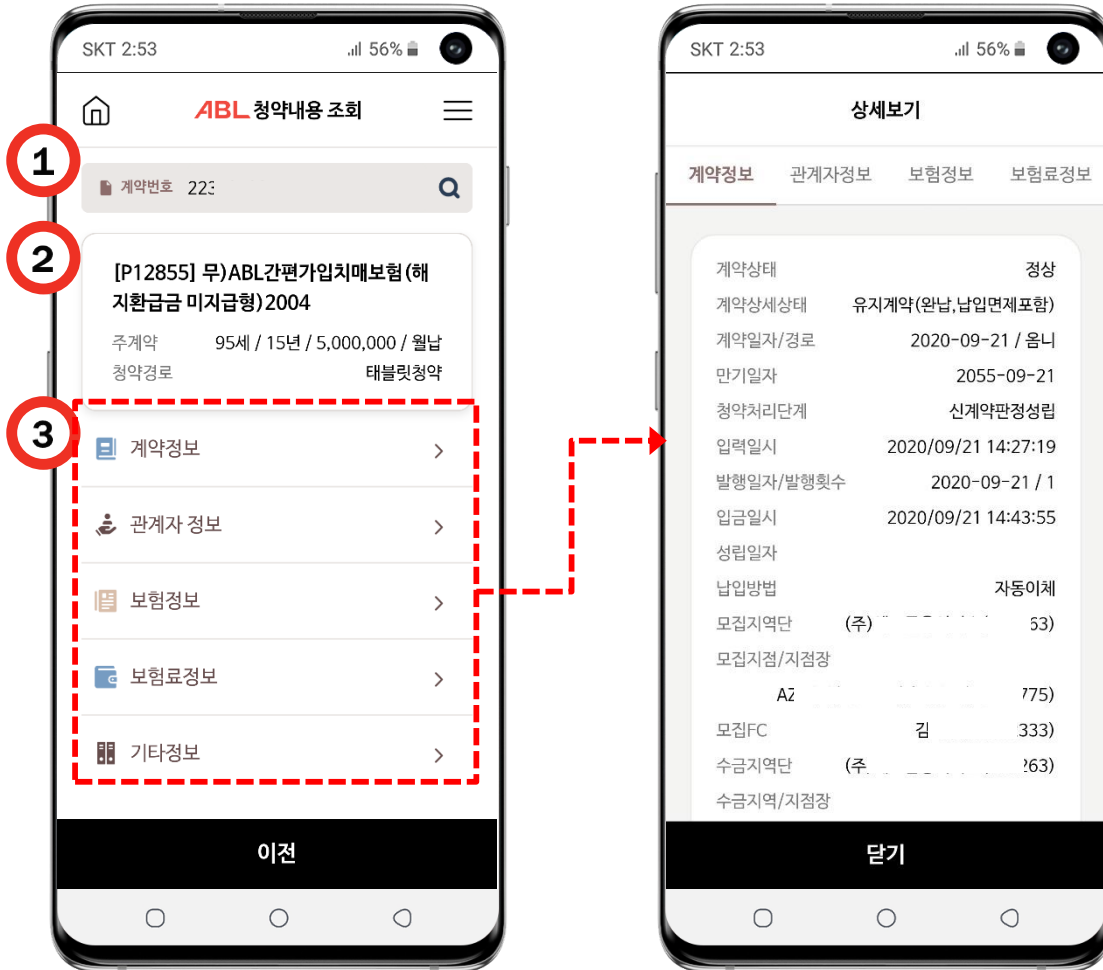 SKT 2:53
56%
ABL 청약내용 조회
1
계약번호 223
2
[P12855] 무)ABL간편가입치매보험(해
지환급금 미지급형)2004
주계약 95세 / 15년 / 5,000,000 / 월납
청약경로 태블릿청약
3
계약정보
관계자 정보
보험정보
보험료정보
기타정보
이전
SKT 2:53
56%
상세보기
계약정보 관계자정보 보험정보 보험료정보
계약상태 정상
계약상세상태 유지계약(완납,납입면제포함)
계약일자/경로 2020-09-21 / 옴니
만기일자 2055-09-21
청약처리단계 신계약판정성립
입력일시 2020/09/21 14:27:19
발행일자/발행횟수 2020-09-21 / 1
입금일시 2020/09/21 14:43:55
성립일자
납입방법 자동이체
모집지역단 (주) 63)
모집지점/지점장
AZ 775)
모집FC 김 333)
수금지역단 (주 263)
수금지역/지점장
닫기